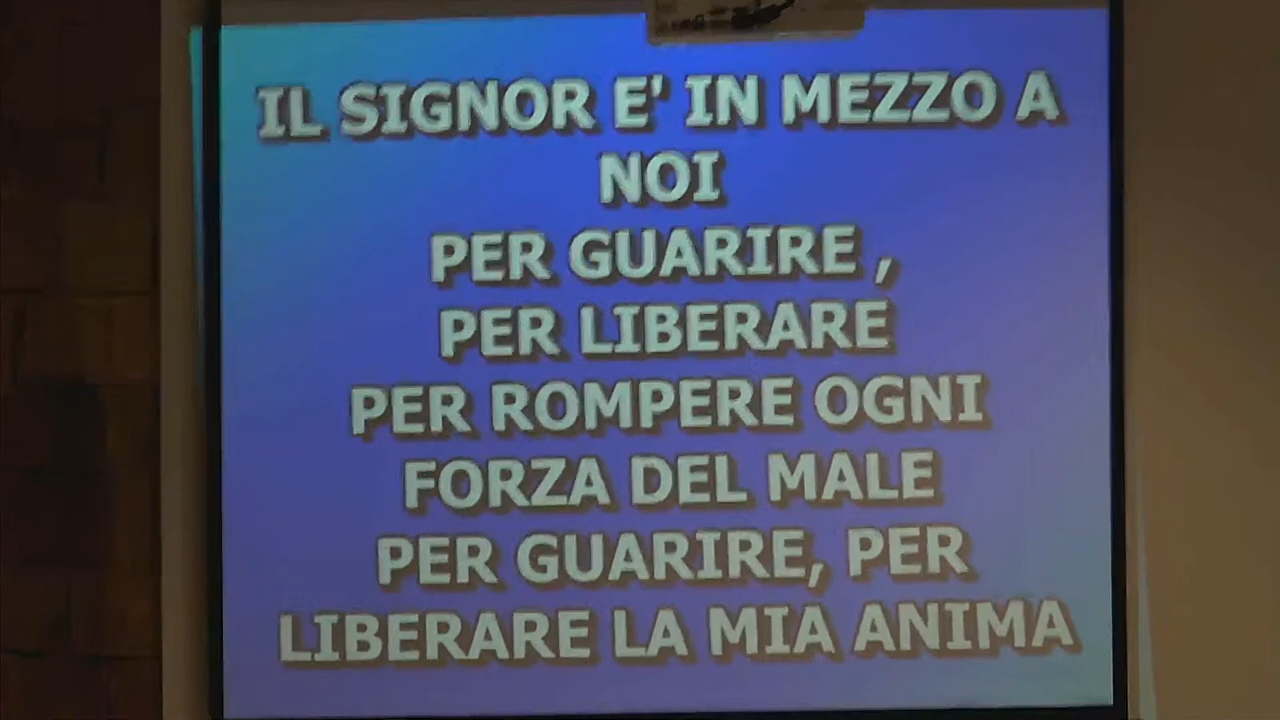 IL SIGNOR E' IN MEZZO A
NOI
PER GUARIRE ,
PER LIBERARE
PER ROMPERE OGNI
FORZA DEL MALE
PER GUARIRE, PER
LIBERARE LA MIA ANIMA